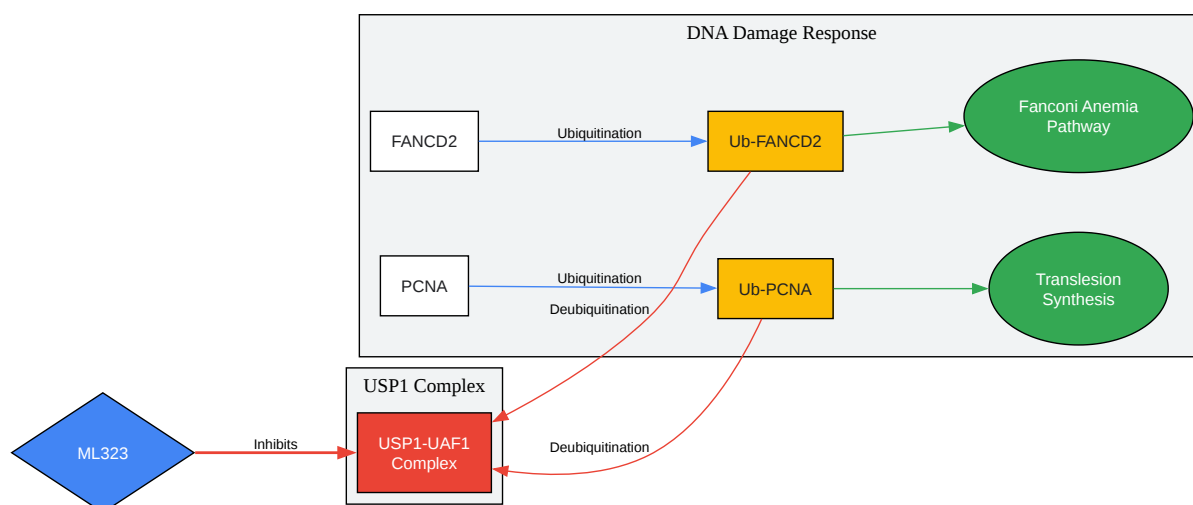 DNA Damage Response
FANCD2
Ubiquitination
Ub-FANCD2
Fanconi Anemia
Pathway
PCNA
Ubiquitination
Ub-PCNA
Translesion
Synthesis
Deubiquitination
USP1 Complex
ML323
Inhibits
USP1-UAF1
Complex
Deubiquitination